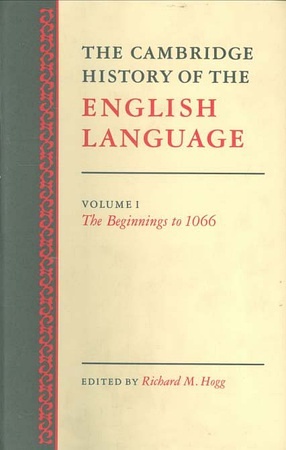 THE CAMBRIDGE
HISTORY OF THE
ENGLISH
LANGUAGE
VOLUME I
The Beginnings to 1066
EDITED BY Richard M. Hogg